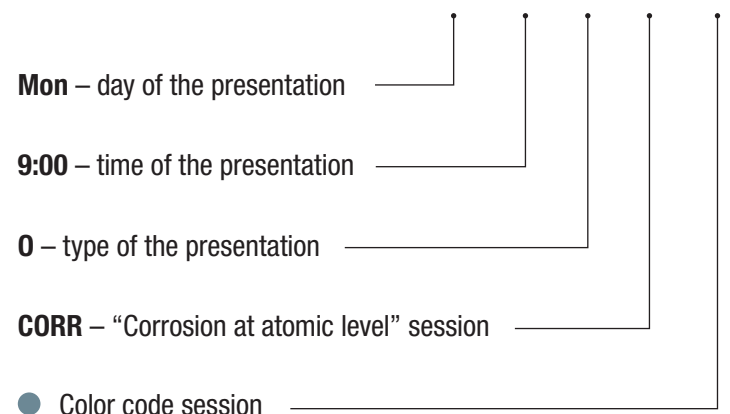 Mon – day of the presentation
9:00 – time of the presentation
O – type of the presentation
CORR – “Corrosion at atomic level” session
Color code session